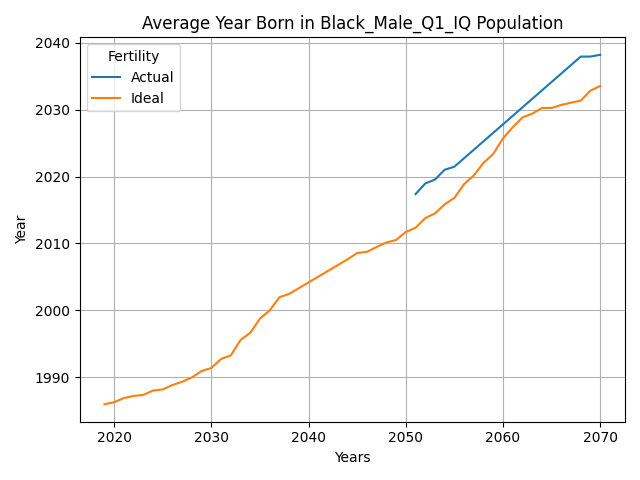 Average Year Born in Black_Male_Q1_IQ Population
Fertility
Actual
Ideal
Year
2040
2030
2020
2010
2000
1990
2020 2030 2040 2050 2060 2070
Years